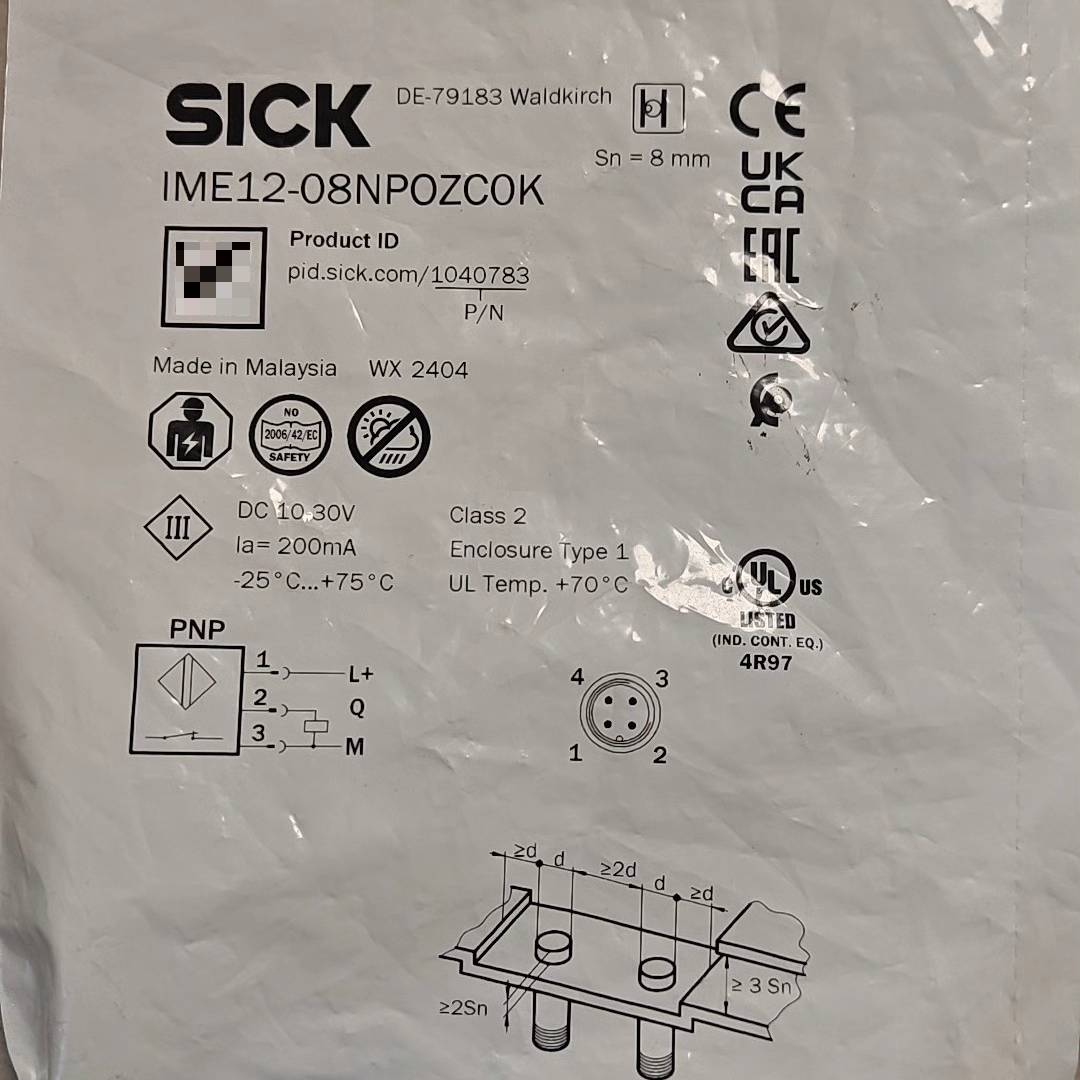 SICK DE-79183 Waldkirch
Sn = 8 mm
IME12-08NPOZC0K
CE
UK
CA
EAC
Product ID
pid.sick.com/1040783
P/N
Made in Malaysia WX 2404
NO
2006/42/EC
SAFETY
III
DC 10-30V
Ia= 200mA
-25°C...+75°C
Class 2
Enclosure Type 1
UL Temp. +70°C
C UL US
LISTED
(IND. CONT. EQ.)
4R97
PNP
1 L+
2 Q
3 M
4 3
1 2
≥d d ≥2d d ≥d
≥2Sn
≥ 3 Sn